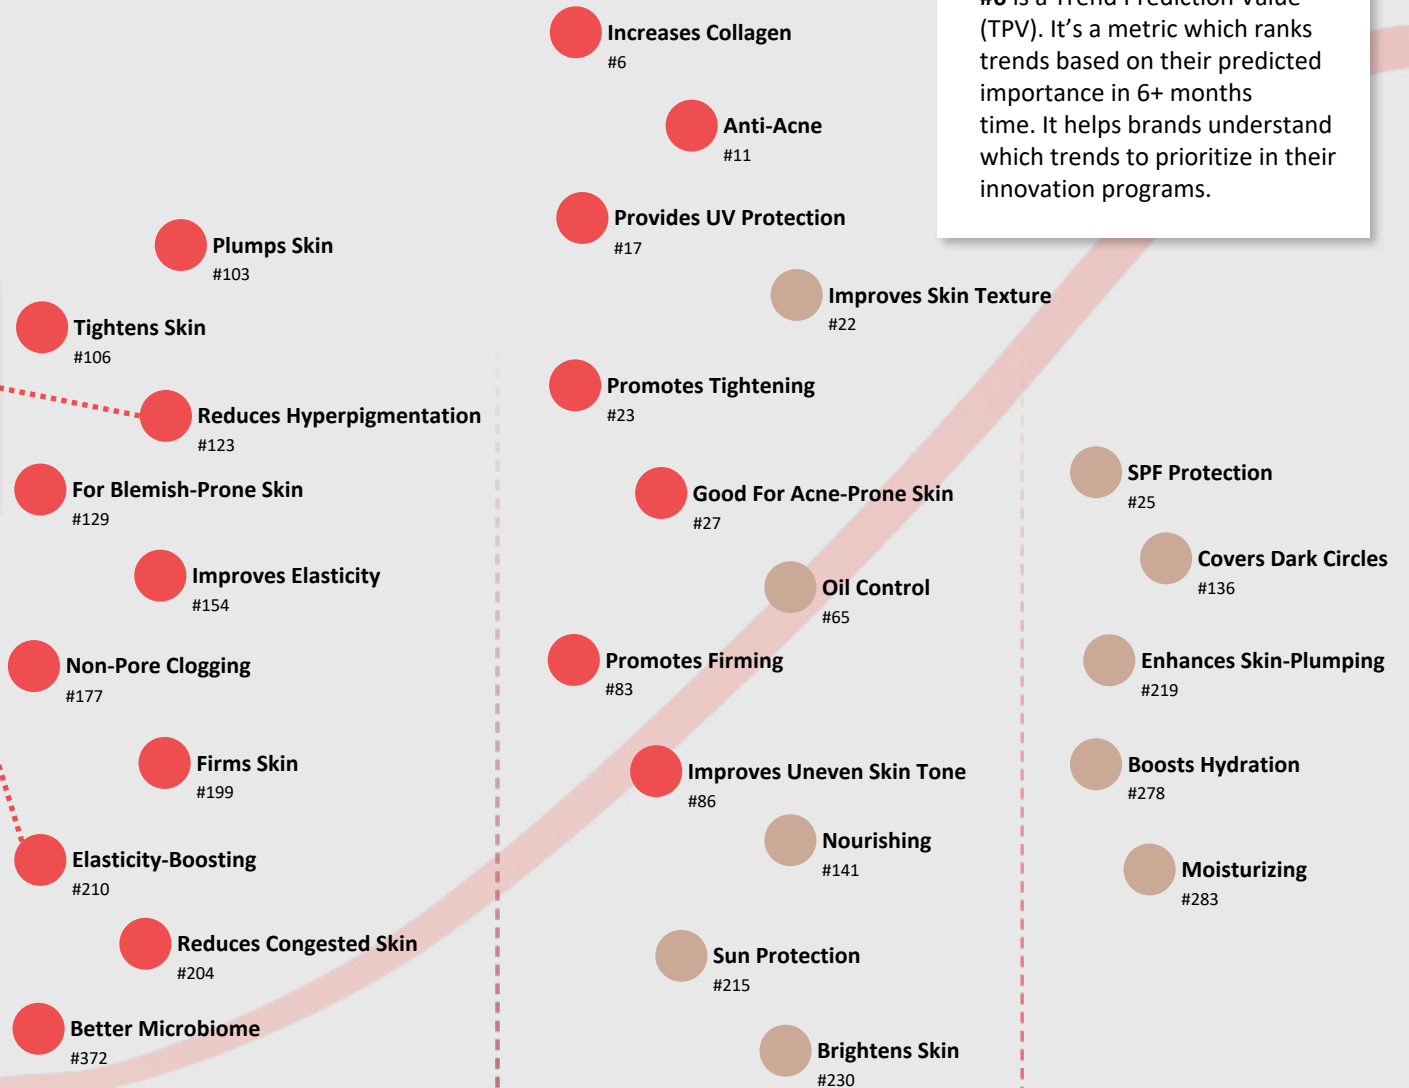 #6 is a Trend Prediction Value
(TPV). It’s a metric which ranks
trends based on their predicted
importance in 6+ months
time. It helps brands understand
which trends to prioritize in their
innovation programs.
Plumps Skin
#103
Tightens Skin
#106
Reduces Hyperpigmentation
#123
For Blemish-Prone Skin
#129
Improves Elasticity
#154
Non-Pore Clogging
#177
Firms Skin
#199
Elasticity-Boosting
#210
Reduces Congested Skin
#204
Better Microbiome
#372
Increases Collagen
#6
Anti-Acne
#11
Provides UV Protection
#17
Improves Skin Texture
#22
Promotes Tightening
#23
Good For Acne-Prone Skin
#27
Oil Control
#65
Promotes Firming
#83
Improves Uneven Skin Tone
#86
Nourishing
#141
Sun Protection
#215
Brightens Skin
#230
SPF Protection
#25
Covers Dark Circles
#136
Enhances Skin-Plumping
#219
Boosts Hydration
#278
Moisturizing
#283